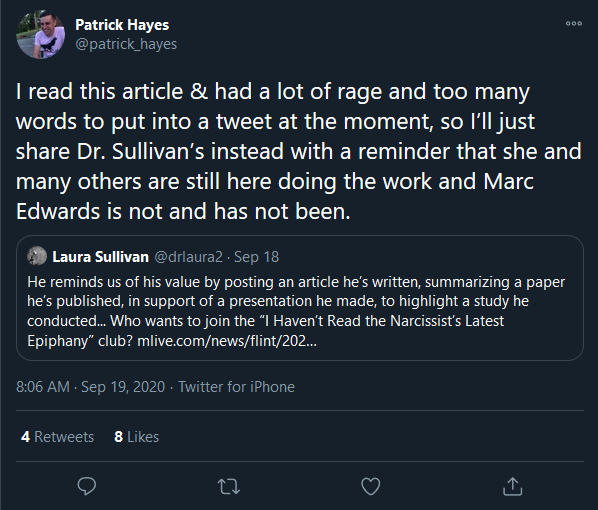 Patrick Hayes
@patrick_hayes
I read this article & had a lot of rage and too many
words to put into a tweet at the moment, so I’ll just
share Dr. Sullivan’s instead with a reminder that she and
many others are still here doing the work and Marc
Edwards is not and has not been.
Laura Sullivan @drlaura2 · Sep 18
He reminds us of his value by posting an article he’s written, summarizing a paper
he’s published, in support of a presentation he made, to highlight a study he
conducted... Who wants to join the “I Haven’t Read the Narcissist’s Latest
Epiphany” club? mlive.com/news/flint/202...
8:06 AM · Sep 19, 2020 · Twitter for iPhone
4 Retweets 8 Likes